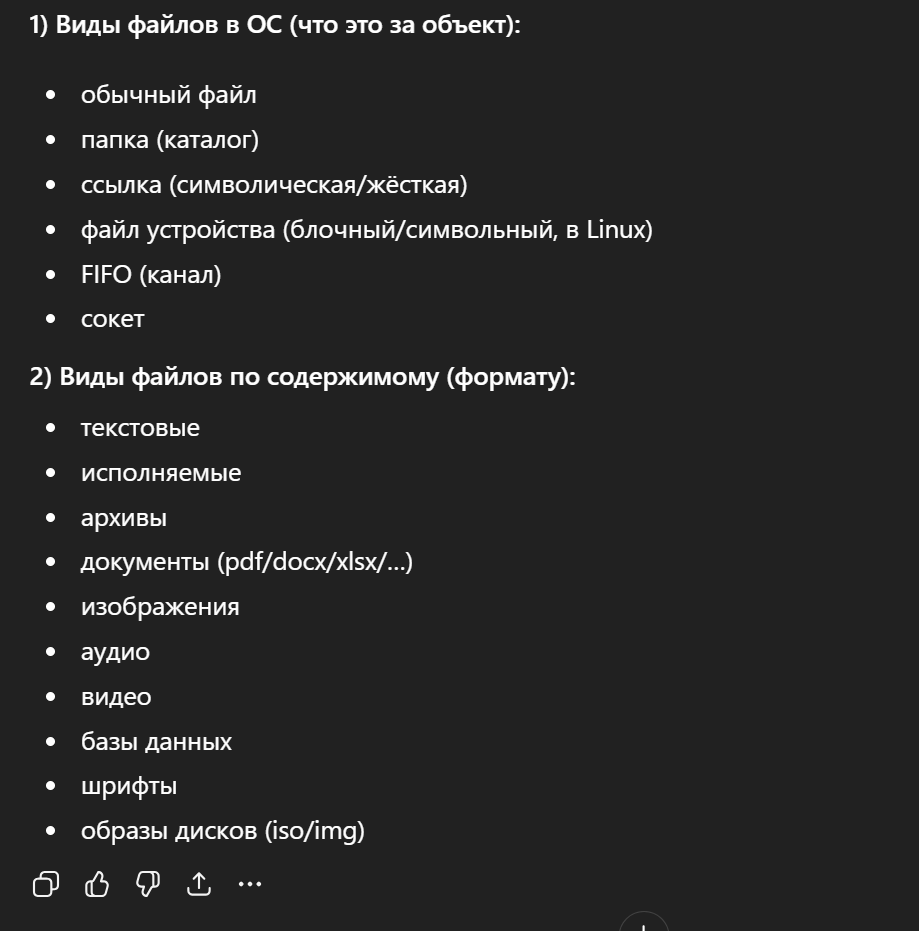 1) Виды файлов в ОС (что это за объект):
• обычный файл
• папка (каталог)
• ссылка (символическая/жёсткая)
• файл устройства (блочный/символьный, в Linux)
• FIFO (канал)
• сокет
2) Виды файлов по содержимому (формату):
• текстовые
• исполняемые
• архивы
• документы (pdf/docx/xlsx/…)
• изображения
• аудио
• видео
• базы данных
• шрифты
• образы дисков (iso/img)